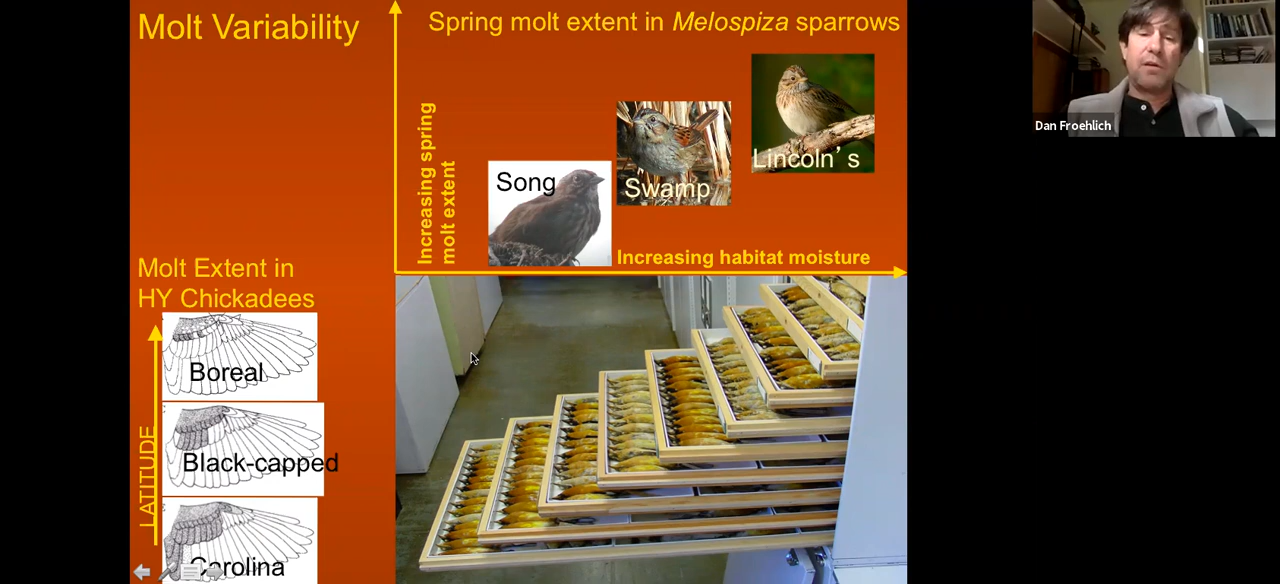 Molt Variability
Spring molt extent in Melospiza sparrows
Increasing spring
molt extent
Song
Swamp
Lincoln's
Increasing habitat moisture
Molt Extent in
HY Chickadees
LATITUDE
Boreal
Black-capped
Carolina
Dan Froehlich